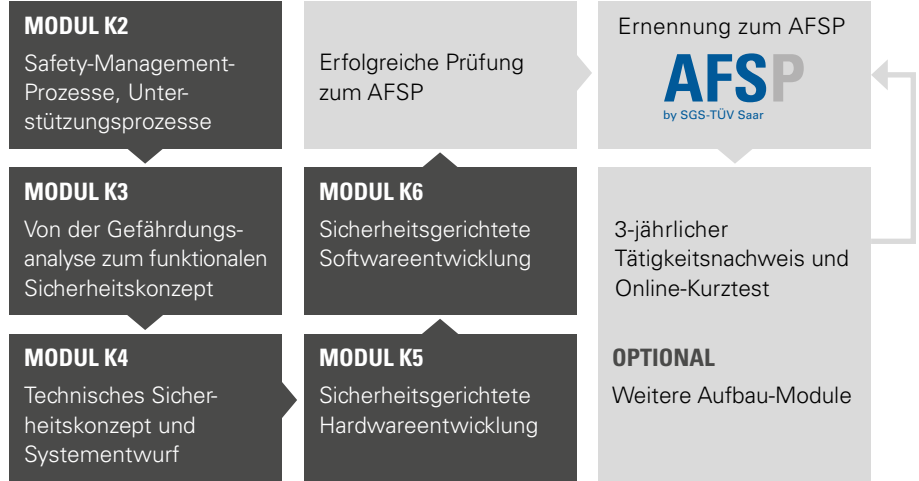 MODUL K2
Safety-Management-
Prozesse, Unter-
stützungsprozesse
MODUL K3
Von der Gefährdungs-
analyse zum funktionalen
Sicherheitskonzept
MODUL K4
Technisches Sicher-
heitskonzept und
Systementwurf
MODUL K5
Sicherheitsgerichtete
Hardwareentwicklung
MODUL K6
Sicherheitsgerichtete
Softwareentwicklung
Erfolgreiche Prüfung
zum AFSP
Ernennung zum AFSP
AFSP
by SGS-TÜV Saar
3-jährlicher
Tätigkeitsnachweis und
Online-Kurztest
OPTIONAL
Weitere Aufbau-Module